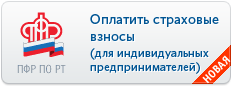 Оплатить страховые
взносы
(для индивидуальных
предпринимателей)
ПФР ПО РТ
НОВАЯ